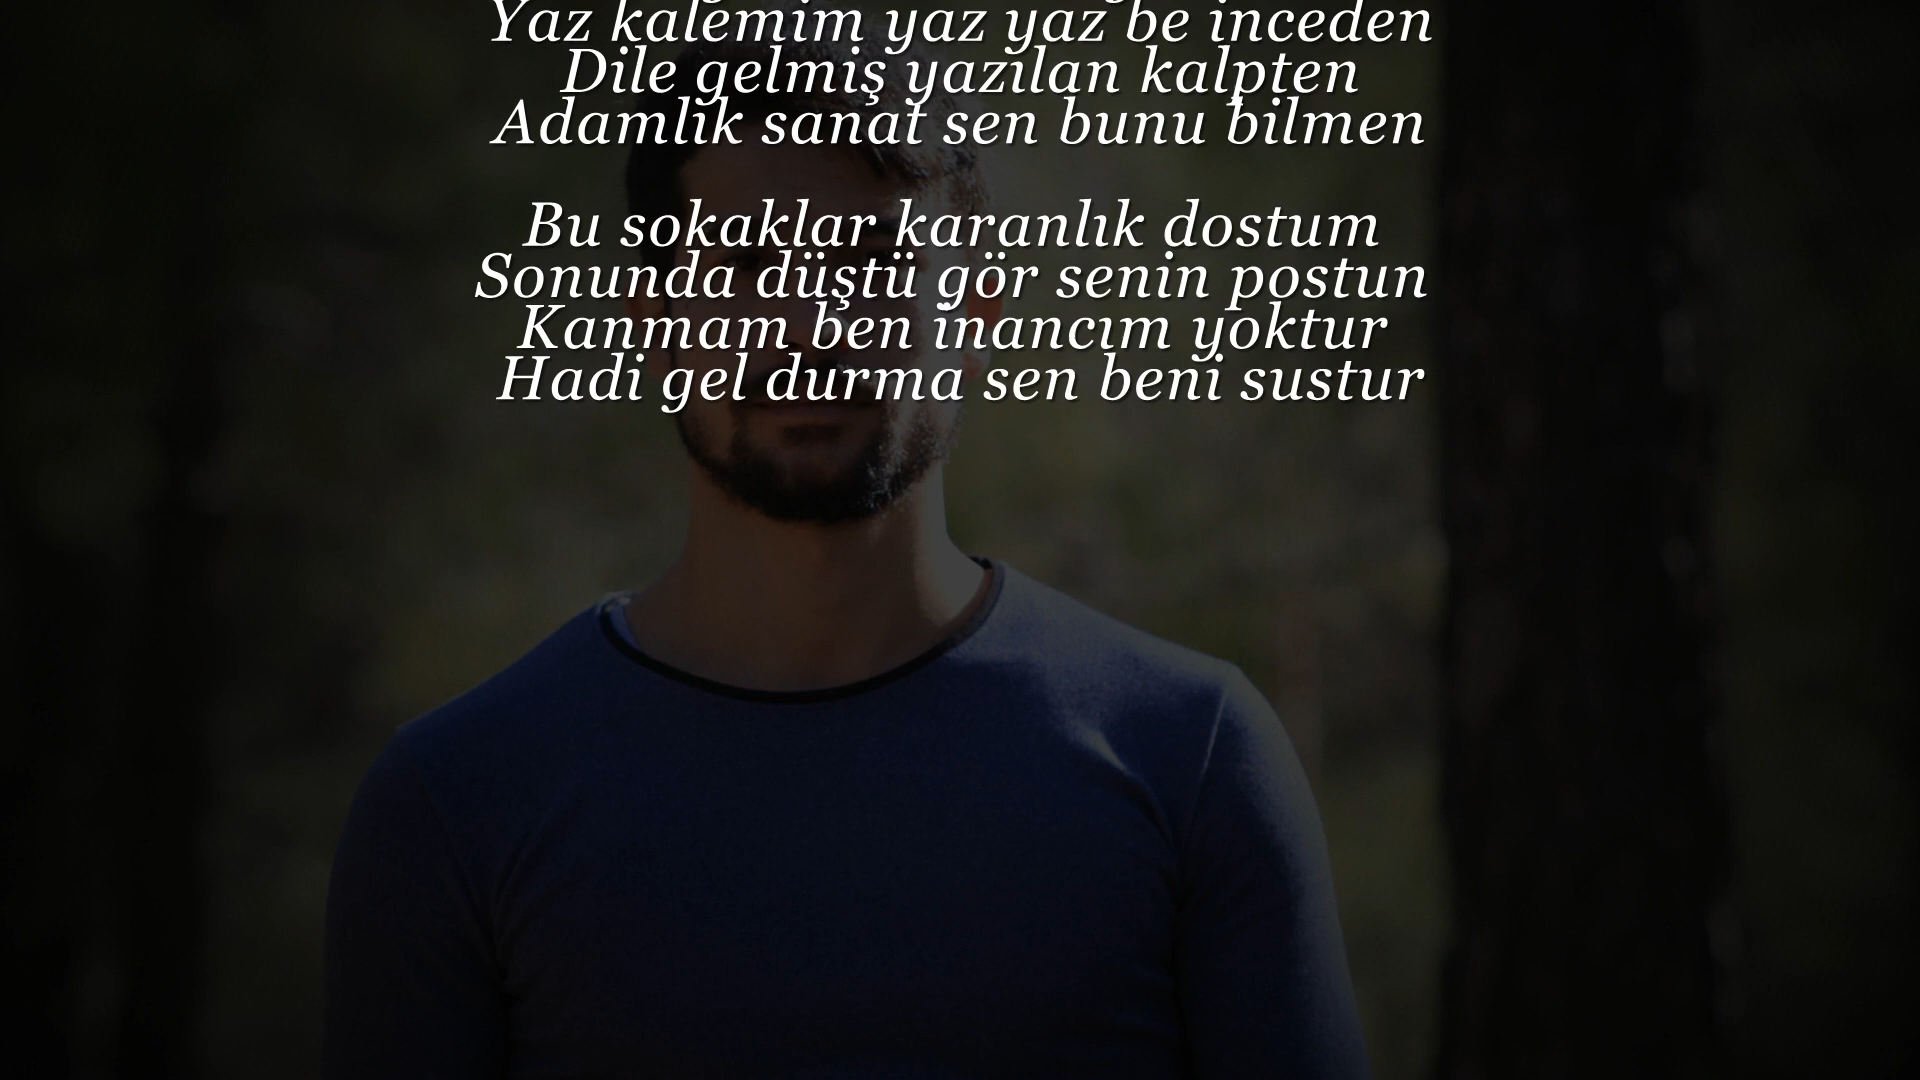 Yaz kalemim yaz yaz be inceden
Dile gelmiş yazılan kalpten
Adamlık sanat sen bunu bilmen
Bu sokaklar karanlık dostum
Sonunda düştü gör senin postun
Kanmam ben inancım yoktur
Hadi gel durma sen beni sustur